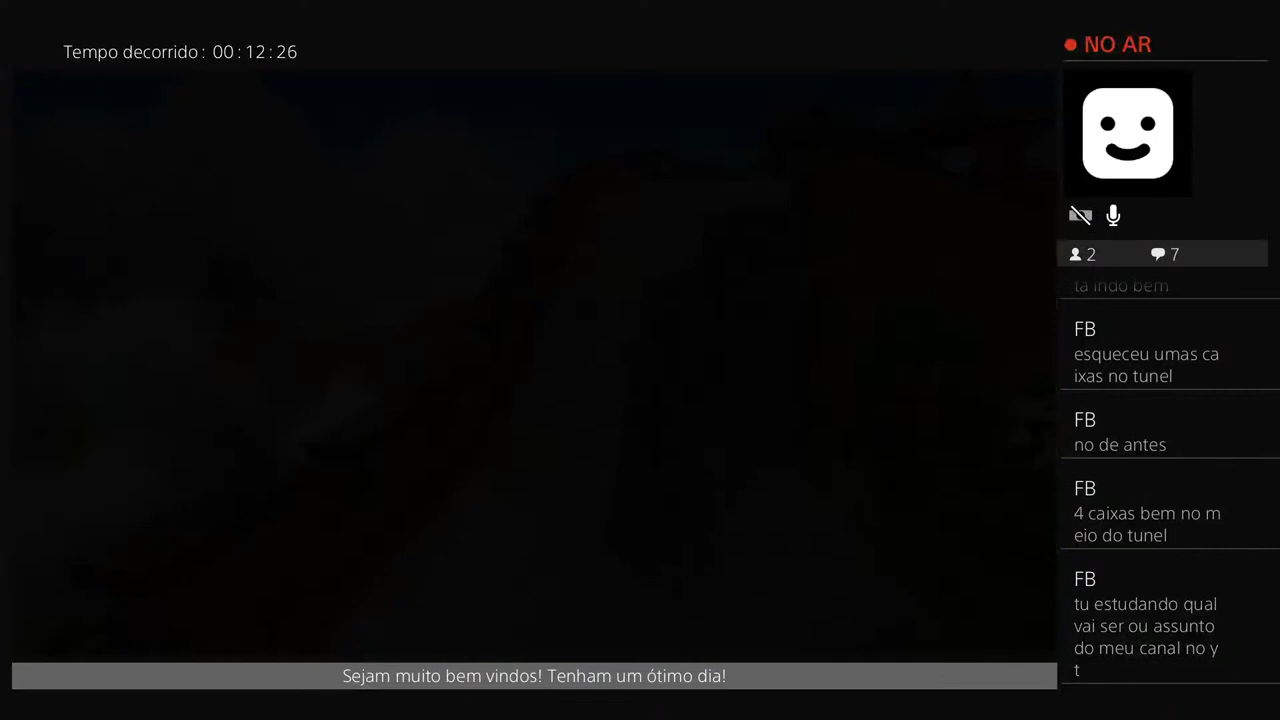 Tempo decorrido: 00:12:26
NO AR
2 7
ta indo bem
FB
esqueceu umas ca
ixas no tunel
FB
no de antes
FB
4 caixas bem no m
eio do tunel
FB
tu estudando qual
vai ser ou assunto
do meu canal no y
t
Sejam muito bem vindos! Tenham um ótimo dia!